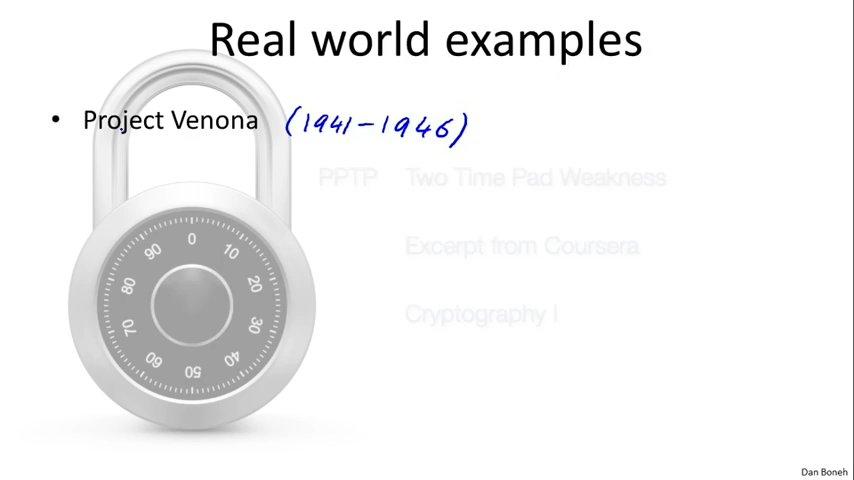 Real world examples
• Project Venona (1941-1946)
PPTP Two Time Pad Weakness
Excerpt from Coursera
Cryptography I
90 0 10
80 20
70 30
60 50 40
Dan Boneh